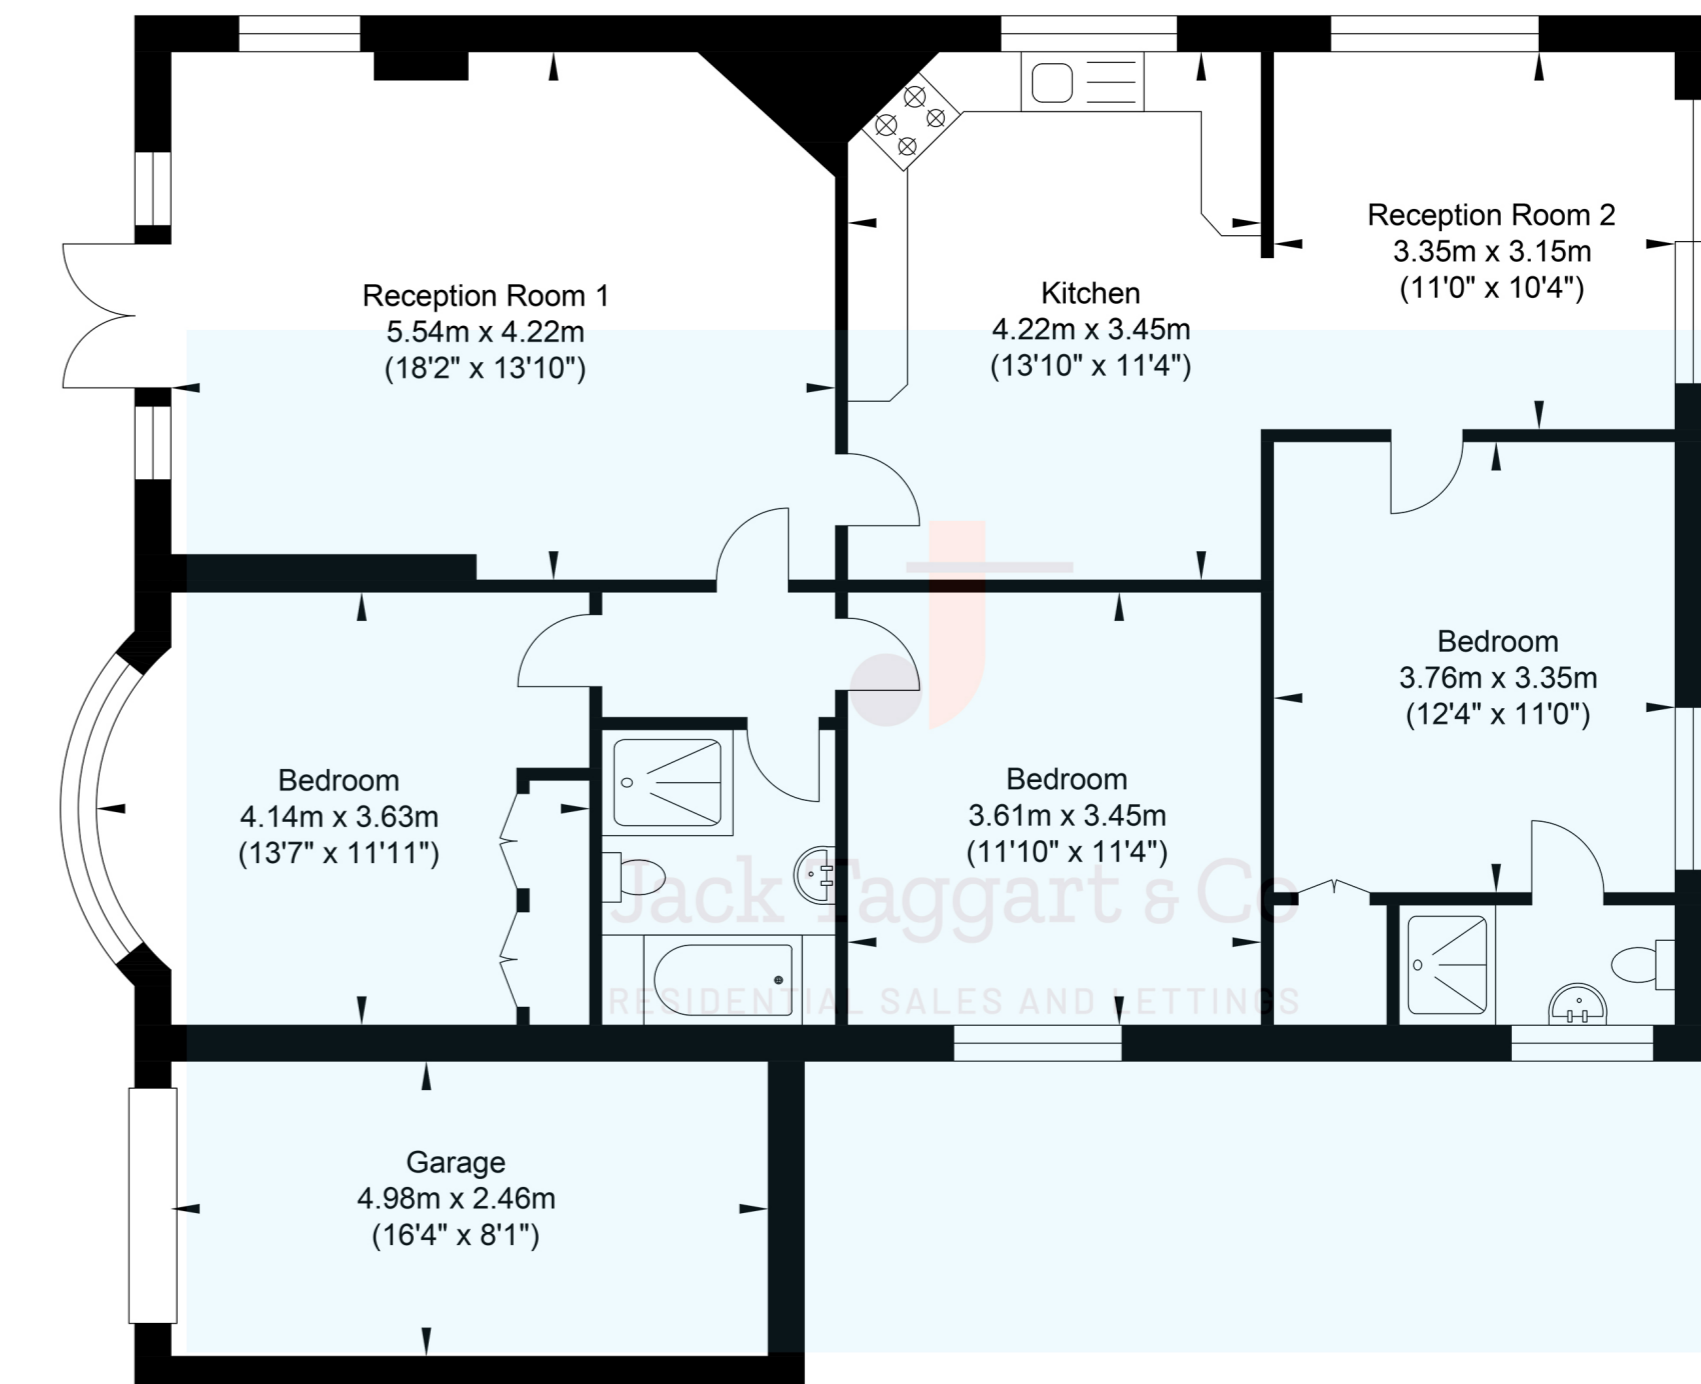 Reception Room 1
5.54m x 4.22m
(18'2" x 13'10")
Kitchen
4.22m x 3.45m
(13'10" x 11'4")
Reception Room 2
3.35m x 3.15m
(11'0" x 10'4")
Bedroom
4.14m x 3.63m
(13'7" x 11'11")
Bedroom
3.61m x 3.45m
(11'10" x 11'4")
Bedroom
3.76m x 3.35m
(12'4" x 11'0")
Jack Taggart & Co
RESIDENTIAL SALES AND LETTINGS
Garage
4.98m x 2.46m
(16'4" x 8'1")